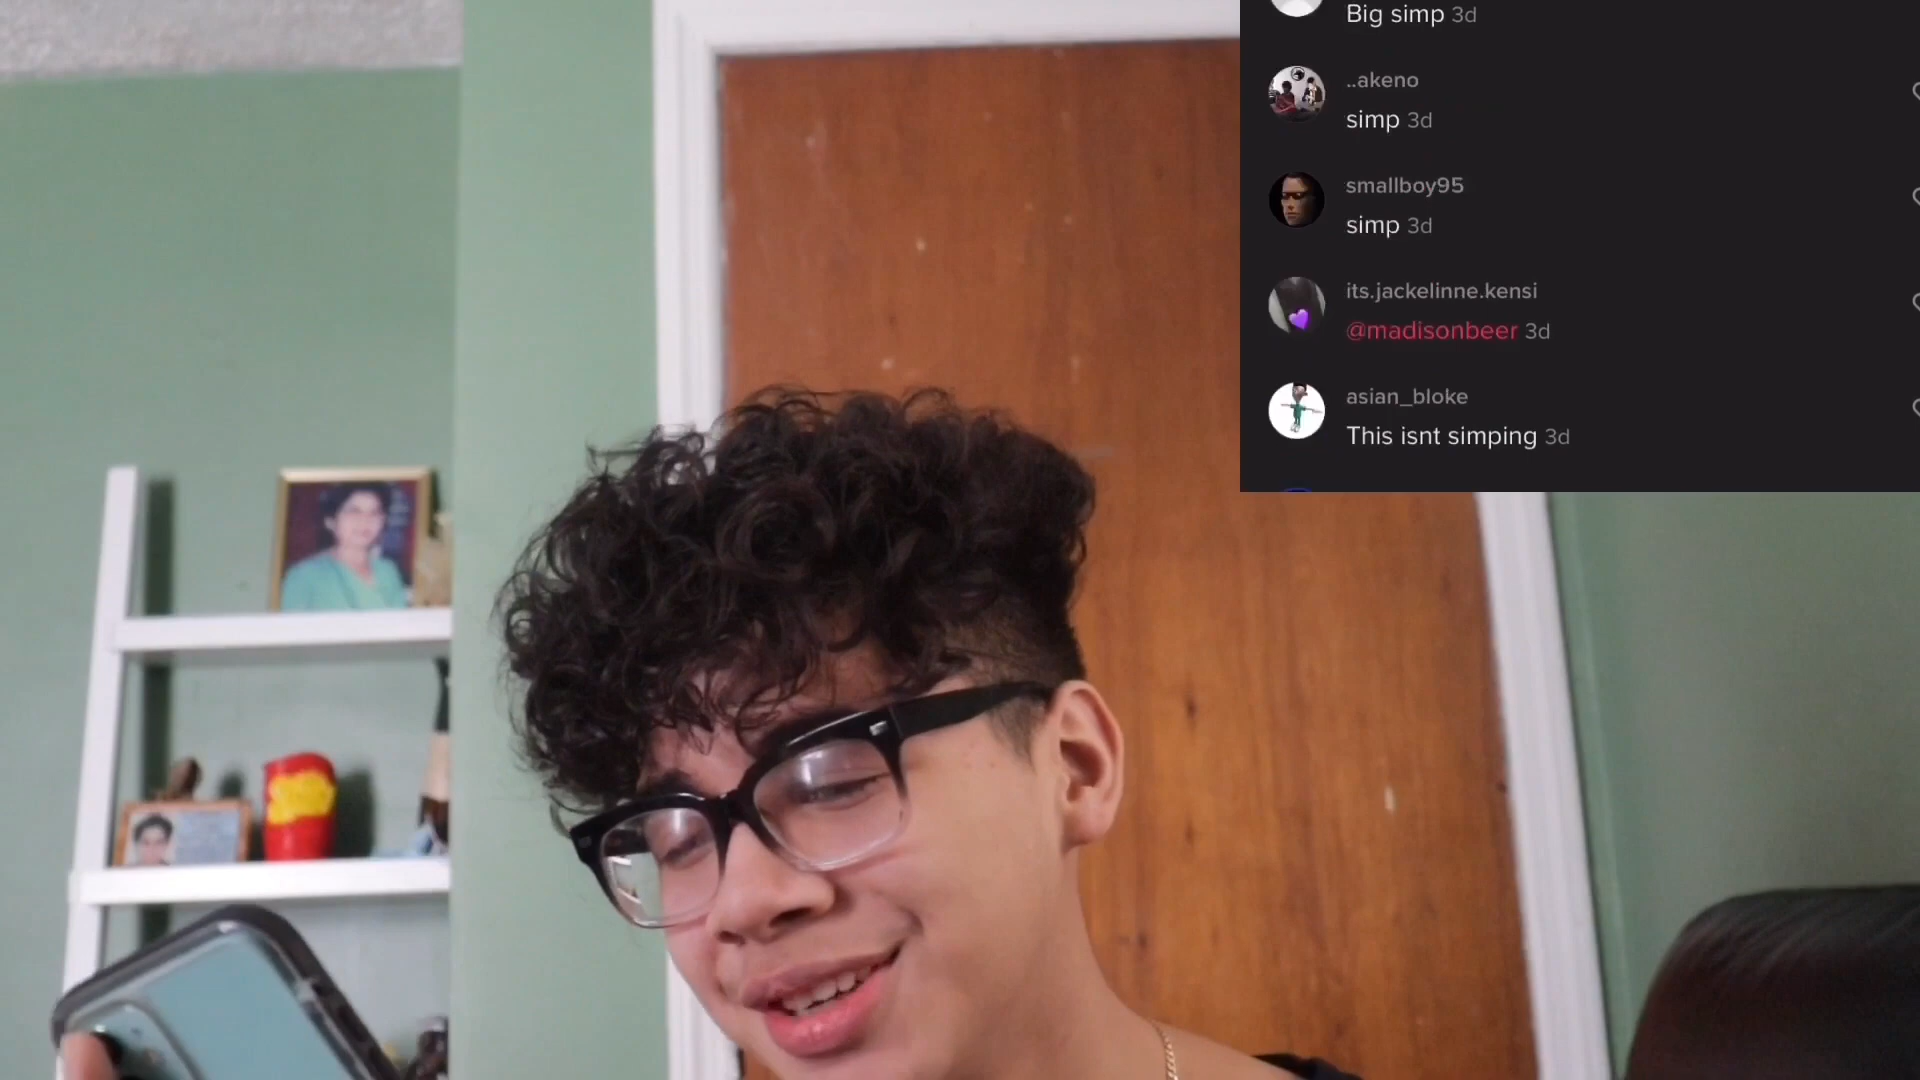 Big simp 3d
..akeno
simp 3d
smallboy95
simp 3d
its.jackelinne.kensi
@madisonbeer 3d
asian_bloke
This isnt simping 3d